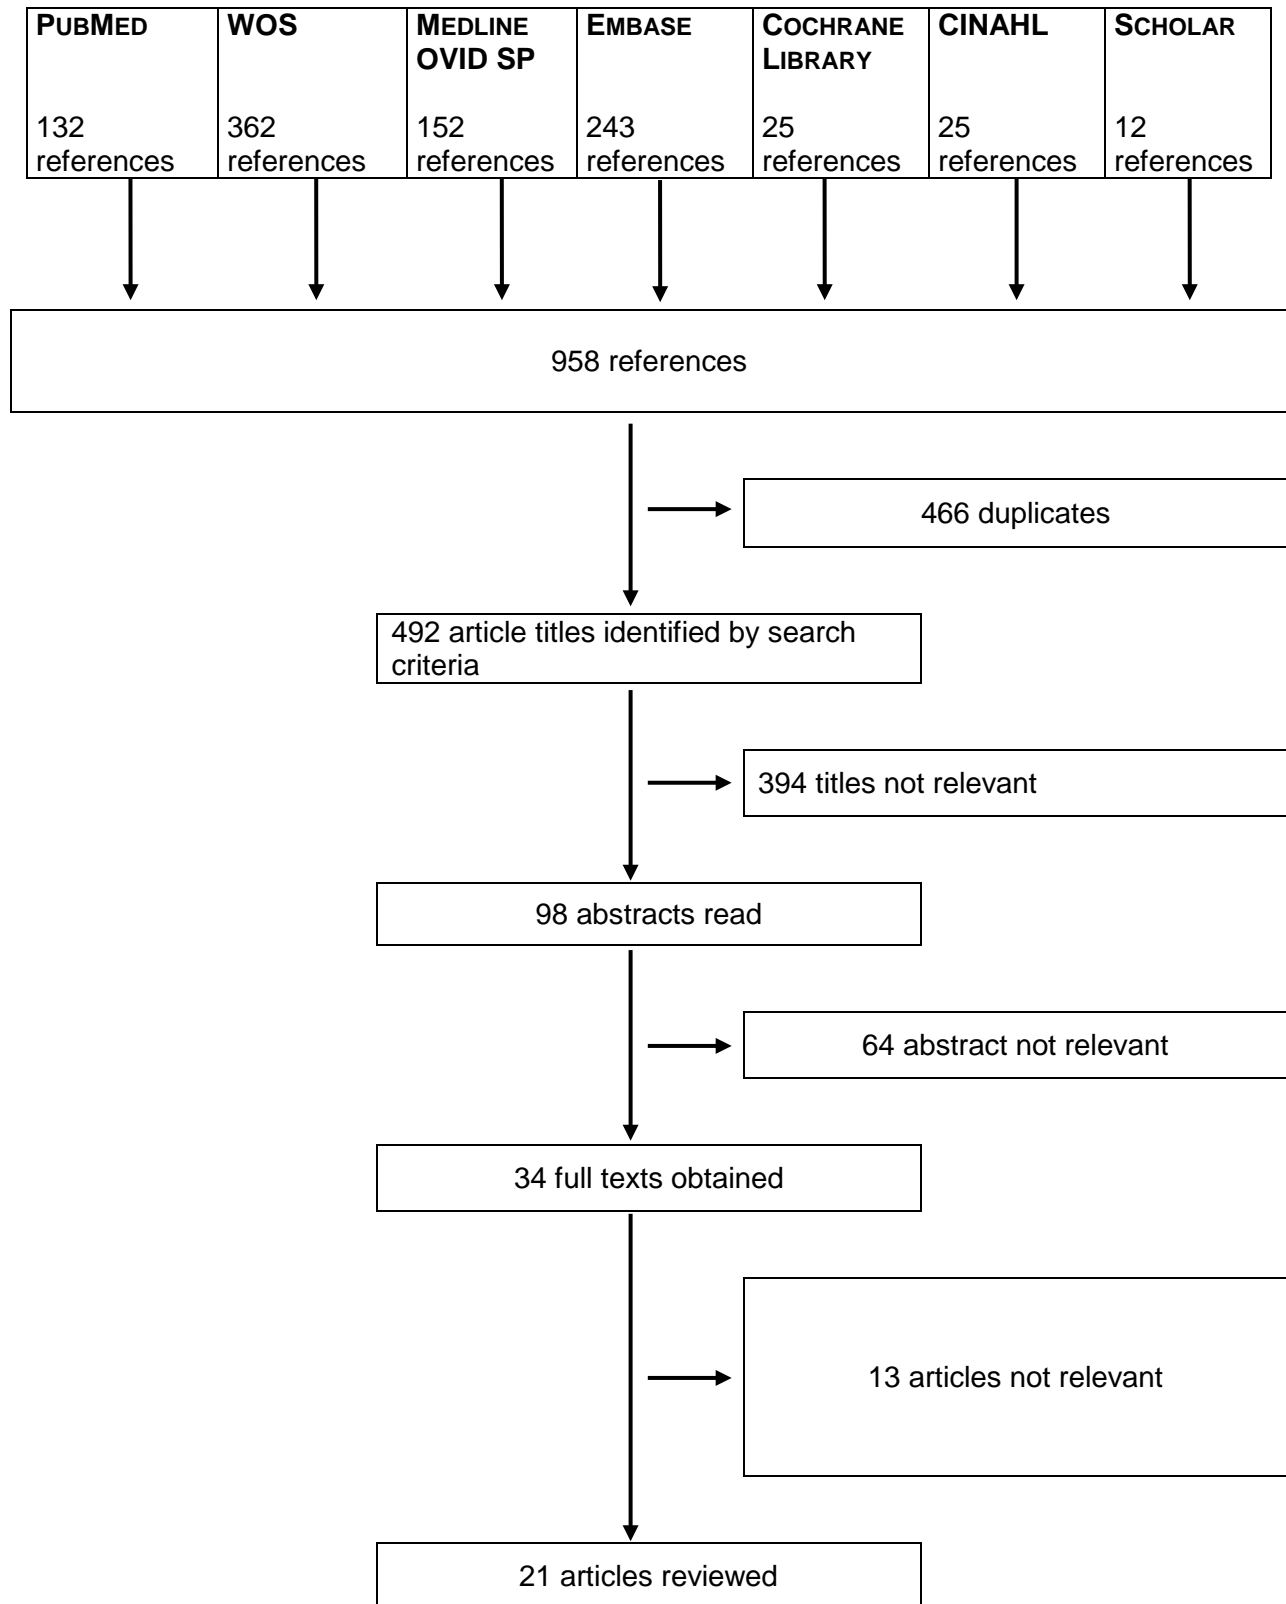 PUBMED
132
references
WOS
362
references
MEDLINE
OVID SP
152
references
EMBASE
243
references
COCHRANE
LIBRARY
25
references
CINAHL
25
references
SCHOLAR
12
references
958 references
466 duplicates
492 article titles identified by search
criteria
394 titles not relevant
98 abstracts read
64 abstract not relevant
34 full texts obtained
13 articles not relevant
21 articles reviewed